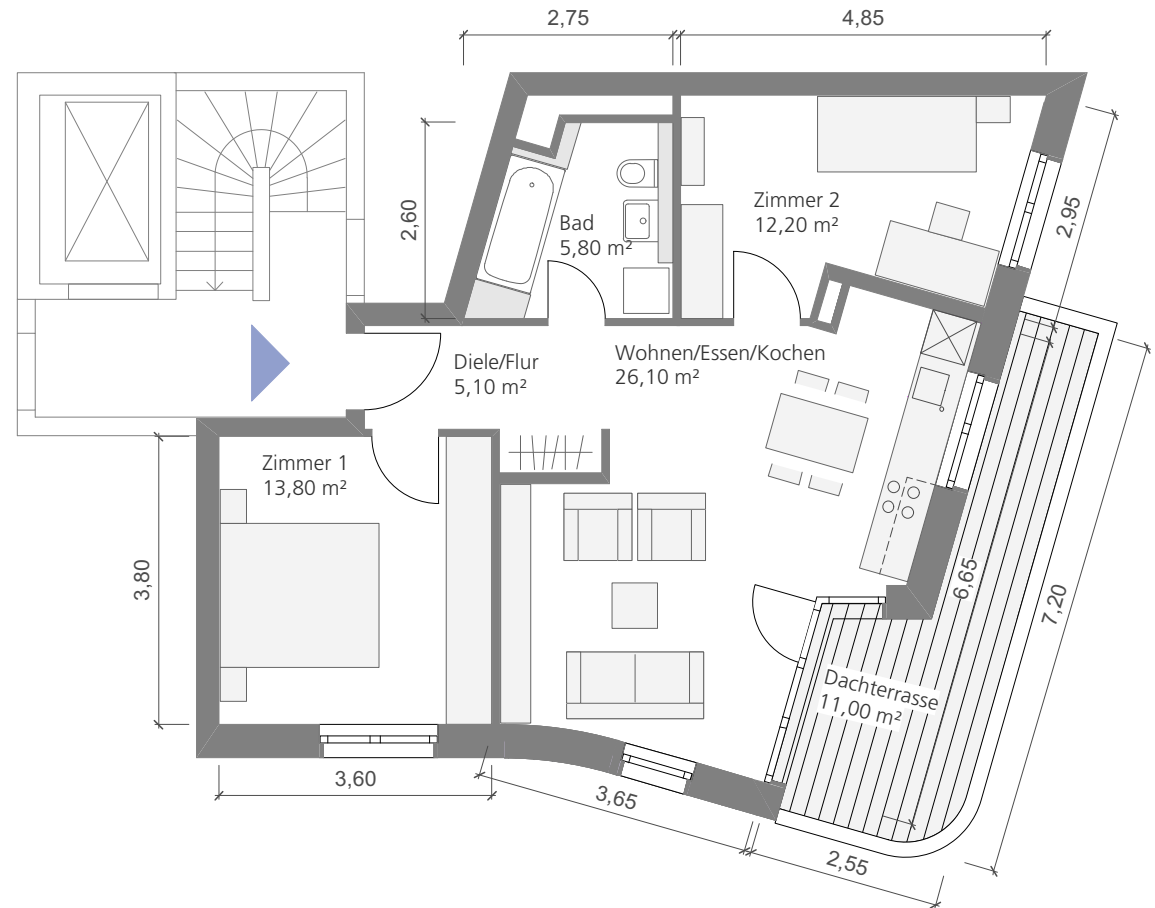 2,75
4,85
2,60
2,95
Zimmer 2
12,20 m²
Bad
5,80 m²
Diele/Flur
5,10 m²
Wohnen/Essen/Kochen
26,10 m²
Zimmer 1
13,80 m²
3,80
6,65
7,20
Dachterrasse
11,00 m²
3,60
3,65
2,55